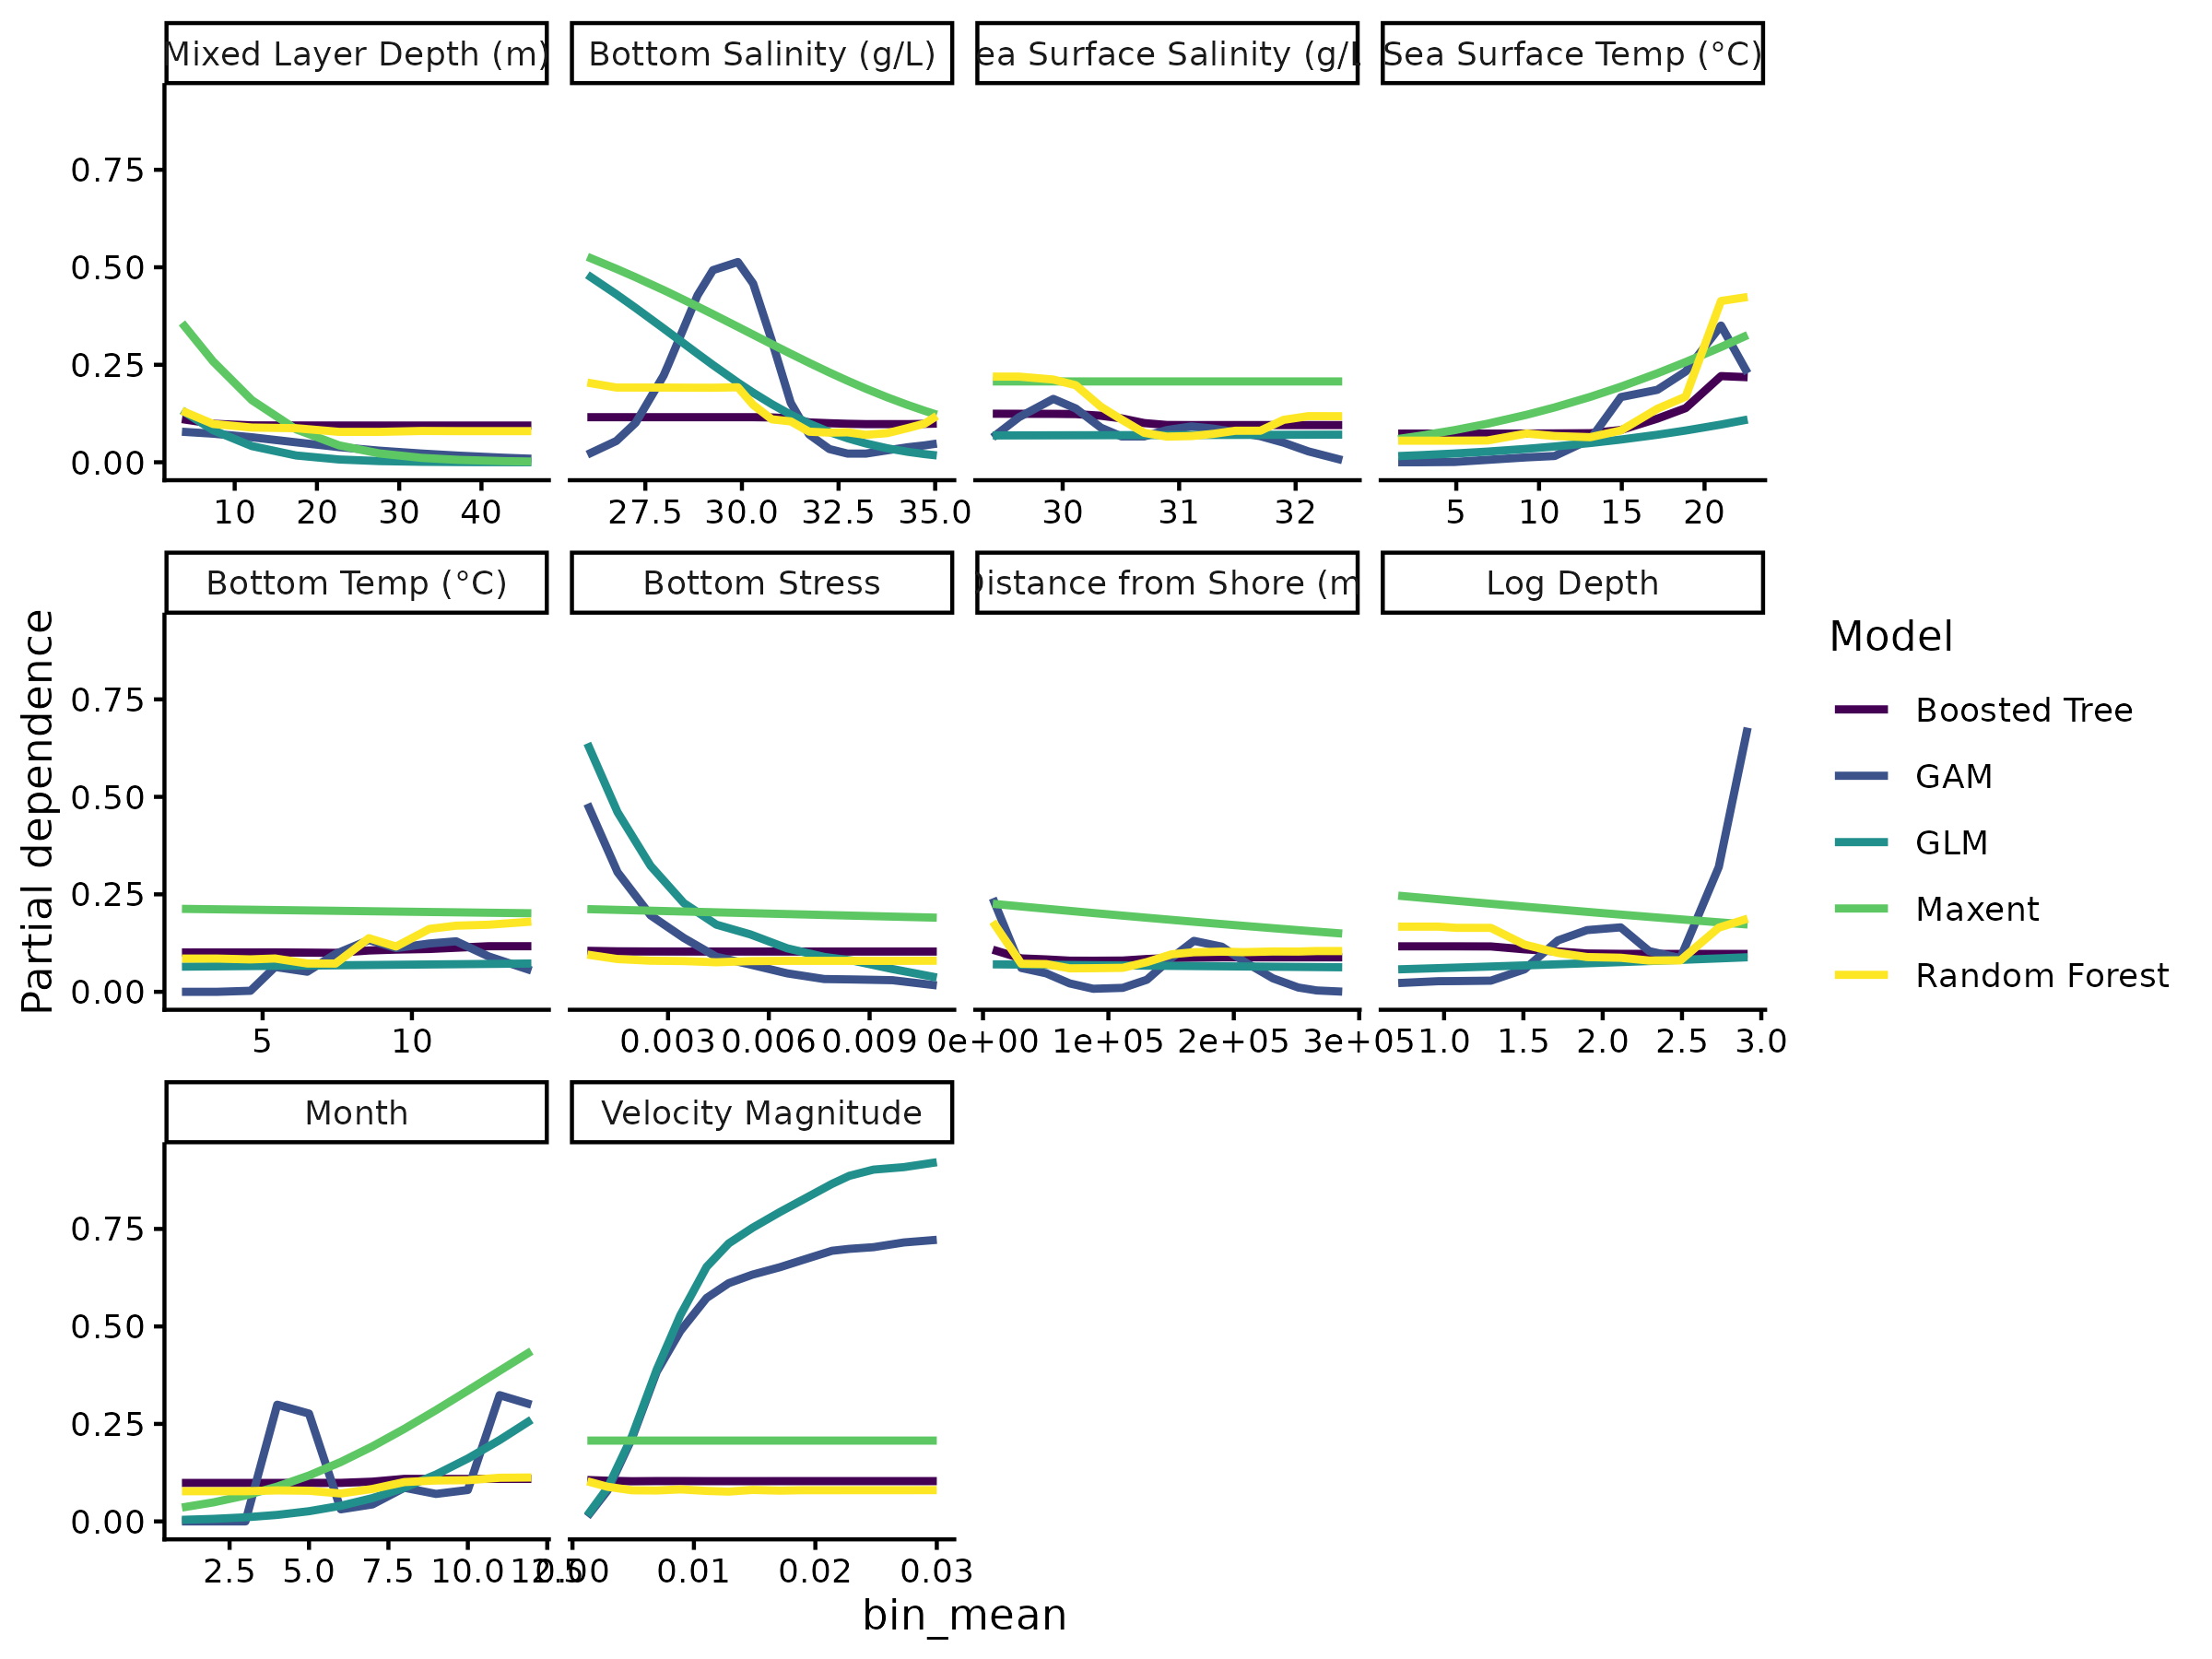 Mixed Layer Depth (m)
Bottom Salinity (g/L)
ea Surface Salinity (g/L
Sea Surface Temp (°C)
0.75
0.50
0.25
0.00
10 20 30 40
27.5 30.0 32.5 35.0
30 31 32
5 10 15 20
Bottom Temp (°C)
Bottom Stress
Distance from Shore (m
Log Depth
0.75
0.50
0.25
0.00
5 10
0.003 0.006 0.009
0e+00 1e+05 2e+05 3e+05
1.0 1.5 2.0 2.5 3.0
Month
Velocity Magnitude
0.75
0.50
0.25
0.00
2.5 5.0 7.5 10.0 12.5
0.00 0.01 0.02 0.03
bin_mean
Partial dependence
Model
Boosted Tree
GAM
GLM
Maxent
Random Forest